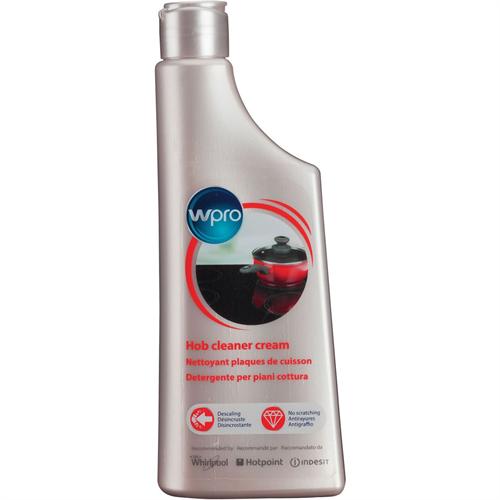 wpro
Hob cleaner cream
Nettoyant plaques de cuisson
Detergente per piani cottura
Descaling
Désincruste
Disincrostante
No scratching
Antirayures
Antigraffio
Recommended by Recommandé par Raccomandato da
Whirlpool Hotpoint indesit